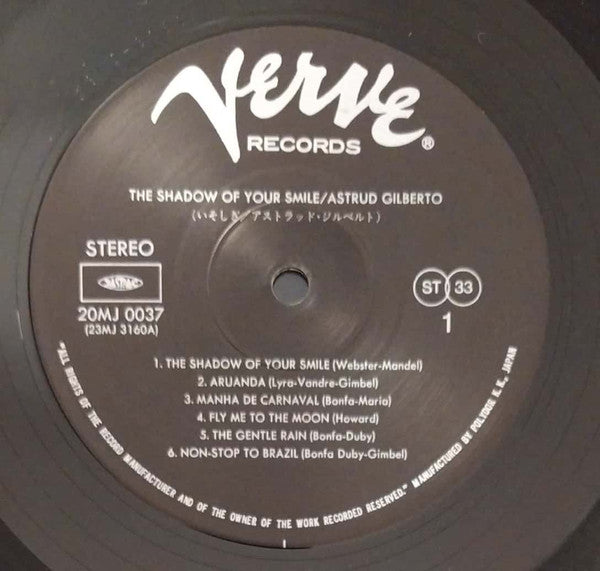 Verve®
RECORDS
THE SHADOW OF YOUR SMILE/ASTRUD GILBERTO
(いそしぎ/アストラッド・ジルベルト)
STEREO
JASRAC
20MJ 0037
(23MJ 3160A)
ST 33
1
1. THE SHADOW OF YOUR SMILE (Webster-Mandel)
2. ARUANDA (Lyra-Vandre-Gimbel)
3. MANHA DE CARNAVAL (Bonfa-Maria)
4. FLY ME TO THE MOON (Howard)
5. THE GENTLE RAIN (Bonfa-Duby)
6. NON-STOP TO BRAZIL (Bonfa Duby-Gimbel)
"ALL RIGHTS OF THE RECORD MANUFACTURER AND OF THE OWNER OF THE WORK RECORDED RESERVED." MANUFACTURED BY POLYDOR K.K., JAPAN